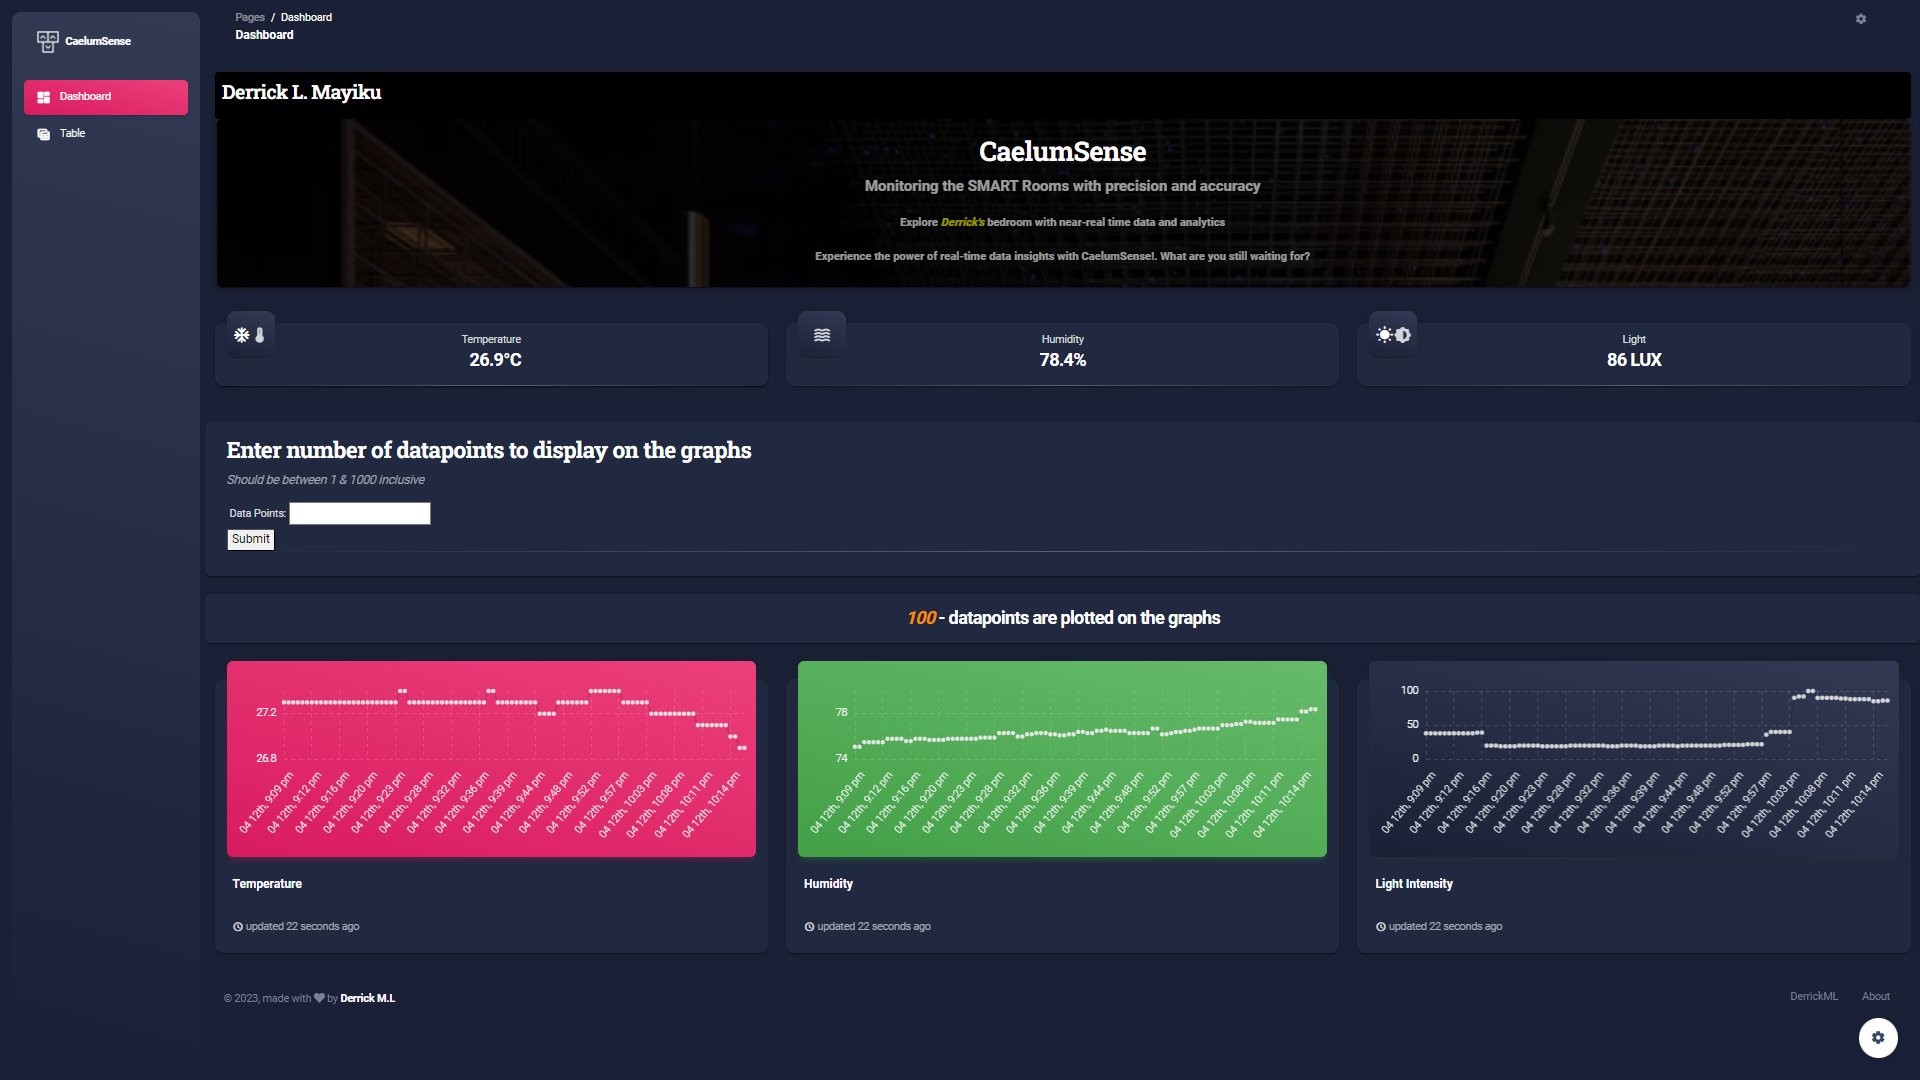 CaelumSense
Dashboard
Table
Pages / Dashboard
Dashboard
Derrick L. Mayiku
CaelumSense
Monitoring the SMART Rooms with precision and accuracy
Explore Derrick's bedroom with near-real time data and analytics
Experience the power of real-time data insights with CaelumSense!. What are you still waiting for?
Temperature
26.9°C
Humidity
78.4%
Light
86 LUX
Enter number of datapoints to display on the graphs
Should be between 1 & 1000 inclusive
Data Points:
Submit
100 - datapoints are plotted on the graphs
27.2
26.8
04 12th, 9:09 pm
04 12th, 9:12 pm
04 12th, 9:16 pm
04 12th, 9:20 pm
04 12th, 9:23 pm
04 12th, 9:28 pm
04 12th, 9:32 pm
04 12th, 9:36 pm
04 12th, 9:39 pm
04 12th, 9:44 pm
04 12th, 9:48 pm
04 12th, 9:52 pm
04 12th, 9:57 pm
04 12th, 10:03 pm
04 12th, 10:08 pm
04 12th, 10:11 pm
04 12th, 10:14 pm
Temperature
updated 22 seconds ago
78
74
04 12th, 9:09 pm
04 12th, 9:12 pm
04 12th, 9:16 pm
04 12th, 9:20 pm
04 12th, 9:23 pm
04 12th, 9:28 pm
04 12th, 9:32 pm
04 12th, 9:36 pm
04 12th, 9:39 pm
04 12th, 9:44 pm
04 12th, 9:48 pm
04 12th, 9:52 pm
04 12th, 9:57 pm
04 12th, 10:03 pm
04 12th, 10:08 pm
04 12th, 10:11 pm
04 12th, 10:14 pm
Humidity
updated 22 seconds ago
100
50
0
04 12th, 9:09 pm
04 12th, 9:12 pm
04 12th, 9:16 pm
04 12th, 9:20 pm
04 12th, 9:23 pm
04 12th, 9:28 pm
04 12th, 9:32 pm
04 12th, 9:36 pm
04 12th, 9:39 pm
04 12th, 9:44 pm
04 12th, 9:48 pm
04 12th, 9:52 pm
04 12th, 9:57 pm
04 12th, 10:03 pm
04 12th, 10:08 pm
04 12th, 10:11 pm
04 12th, 10:14 pm
Light Intensity
updated 22 seconds ago
© 2023, made with ♥ by Derrick M.L
DerrickML
About